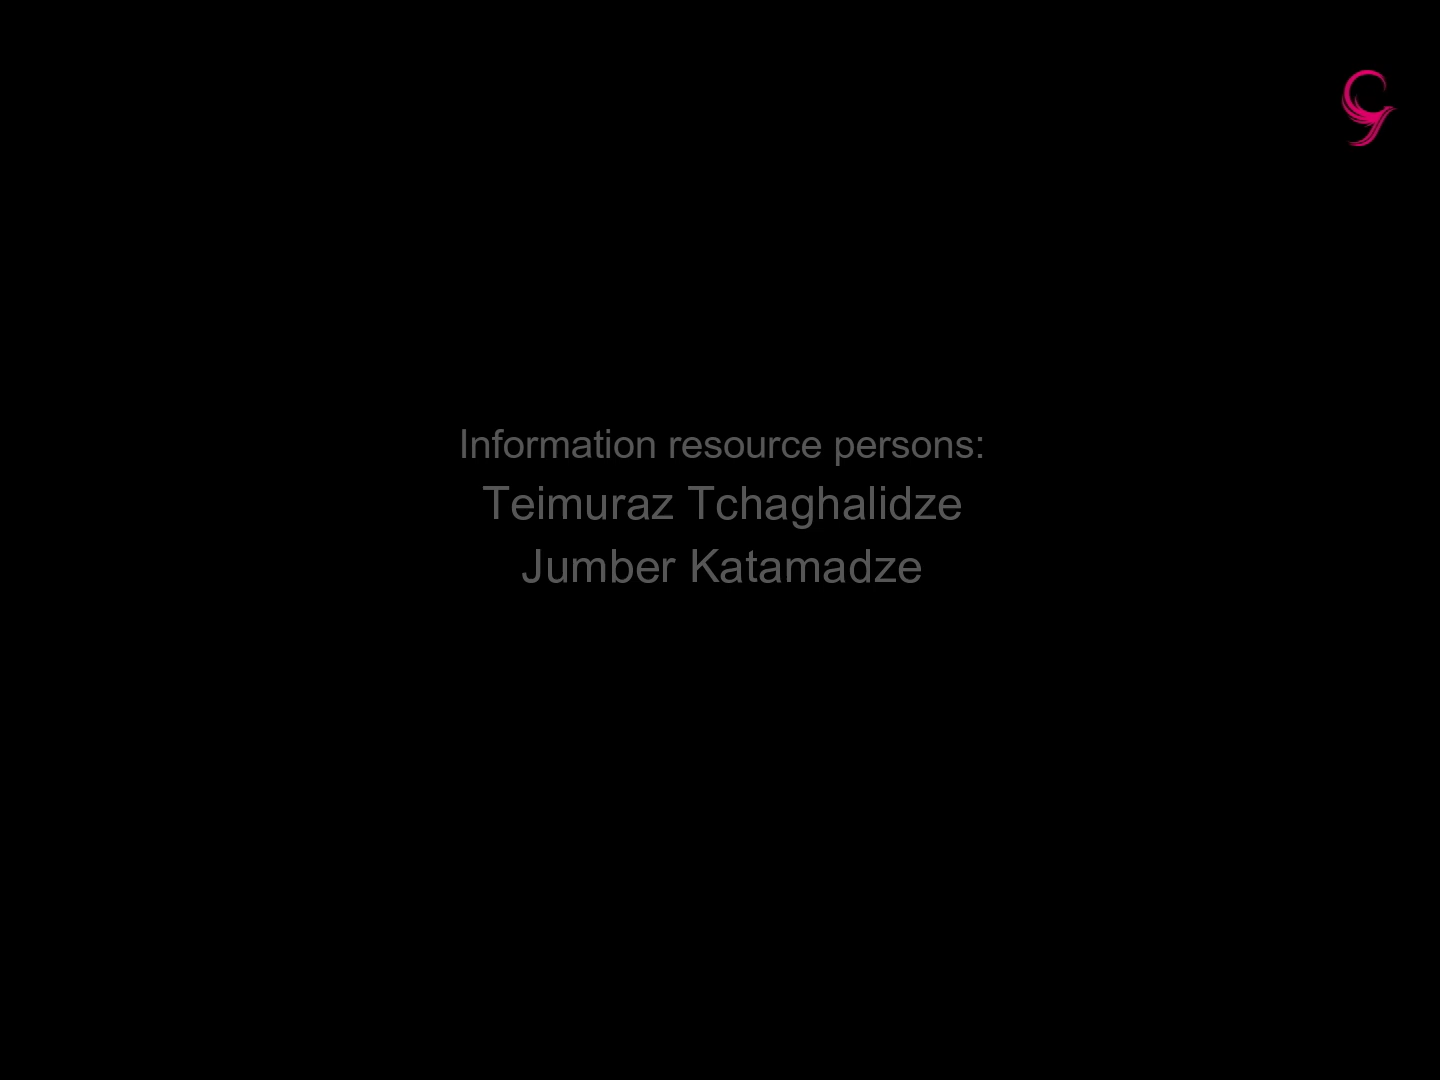 Information resource persons:
Teimuraz Tchaghalidze
Jumber Katamadze